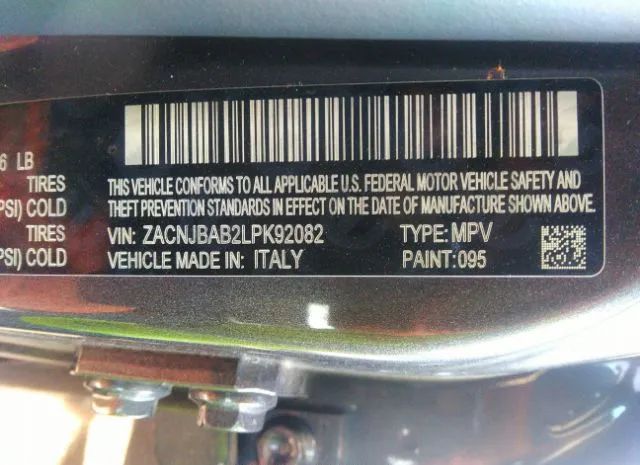 6 LB
TIRES
PSI) COLD
TIRES
PSI) COLD
THIS VEHICLE CONFORMS TO ALL APPLICABLE U.S. FEDERAL MOTOR VEHICLE SAFETY AND
THEFT PREVENTION STANDARDS IN EFFECT ON THE DATE OF MANUFACTURE SHOWN ABOVE.
VIN: ZACNJBAB2LPK92082 TYPE: MPV
VEHICLE MADE IN: ITALY PAINT: 095